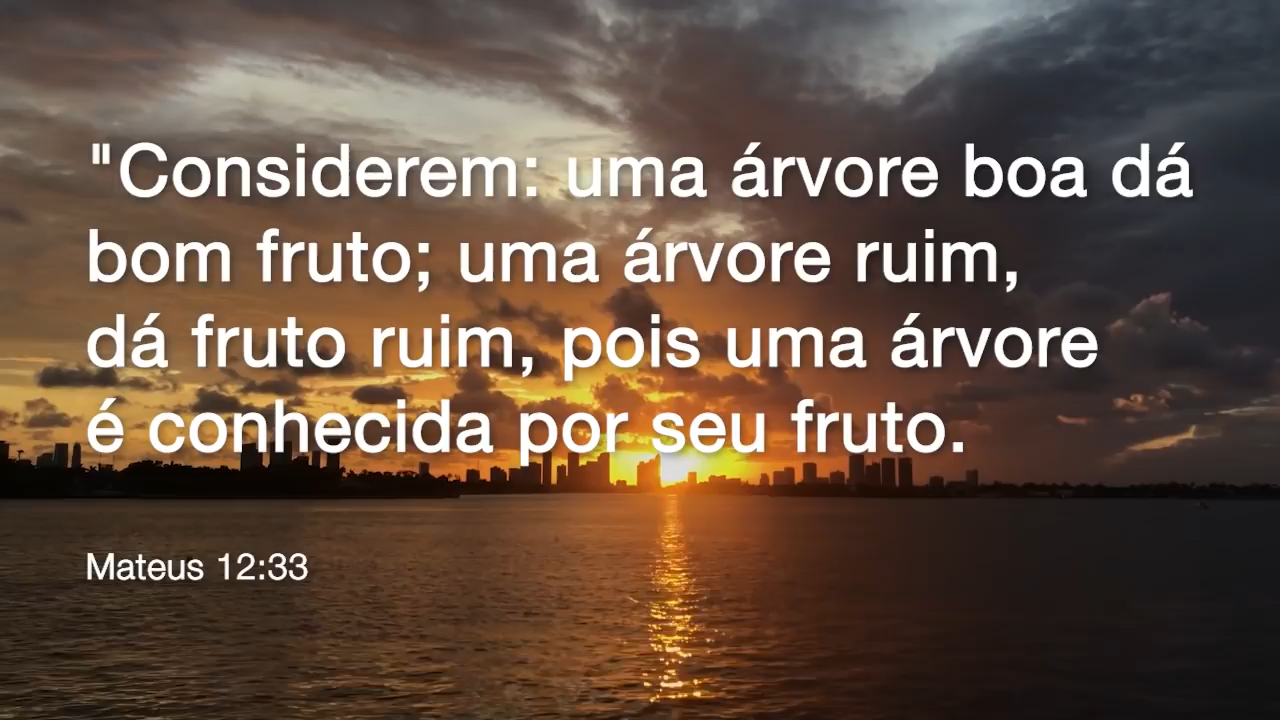 "Considerem: uma árvore boa dá
bom fruto; uma árvore ruim,
dá fruto ruim, pois uma árvore
é conhecida por seu fruto.
Mateus 12:33